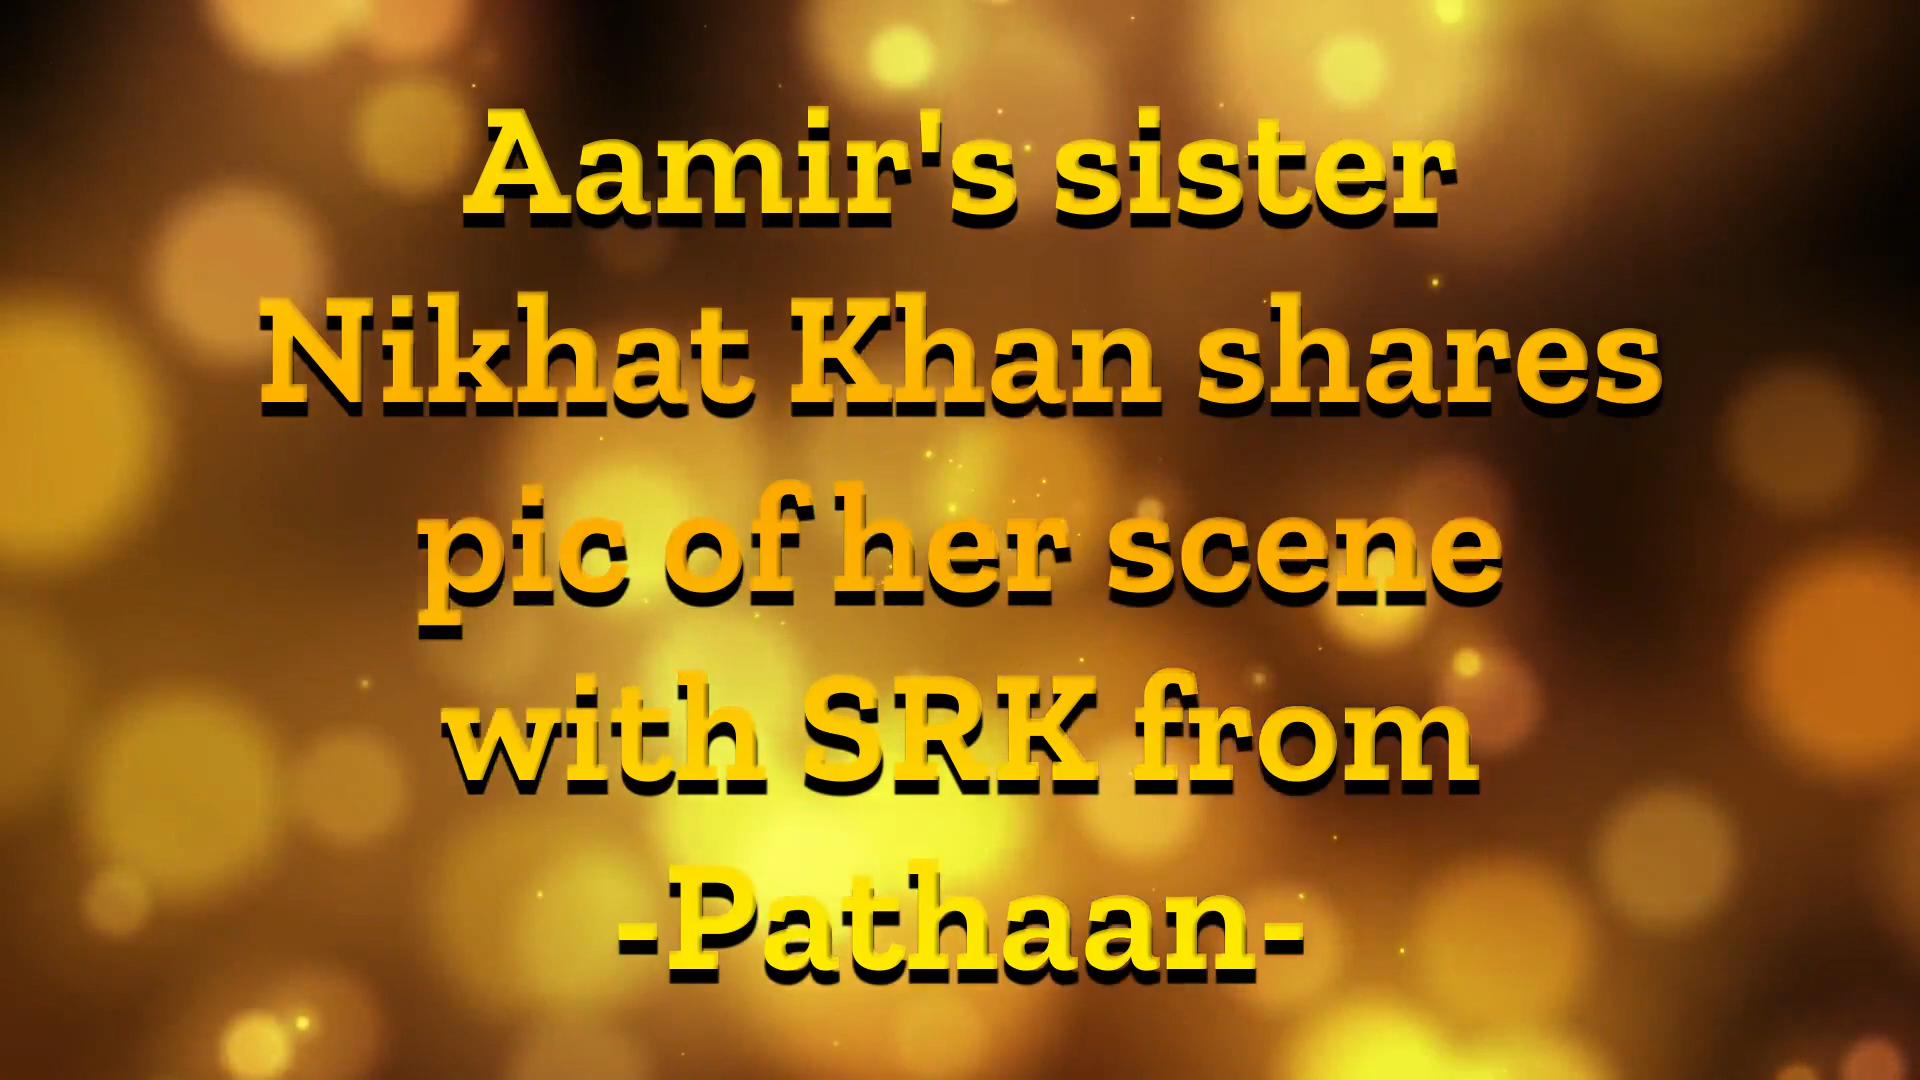 Aamir's sister
Nikhat Khan shares
pic of her scene
with SRK from
-Pathaan-